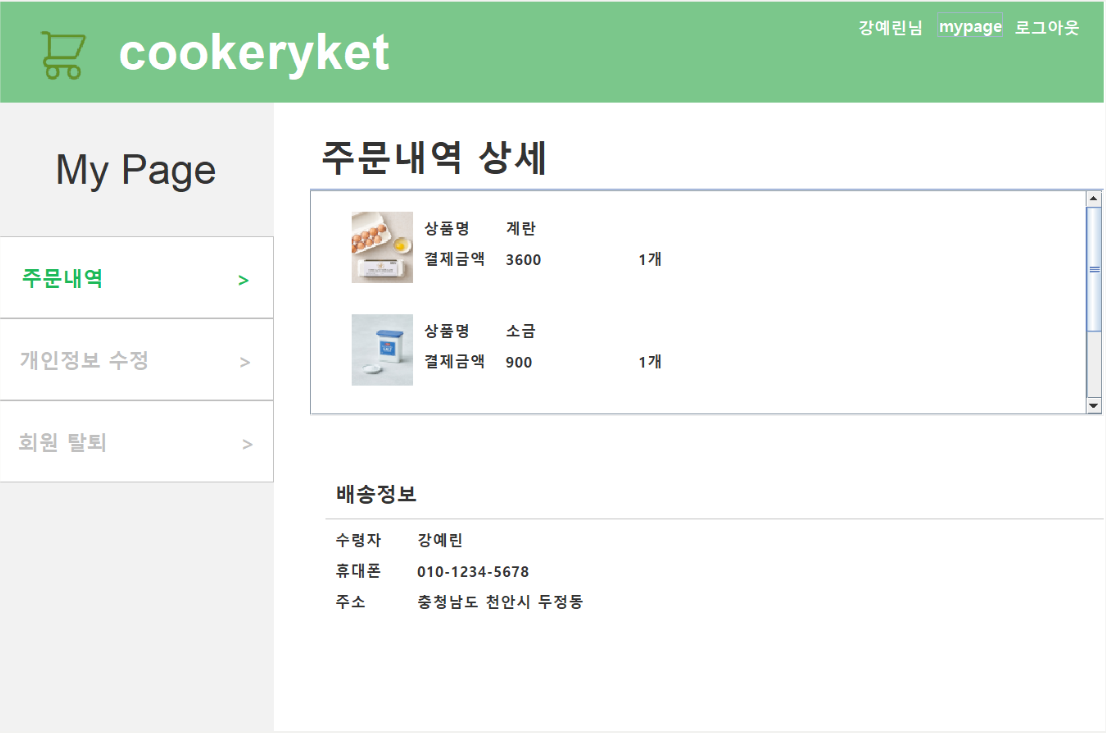 cookeryket
강예린님 mypage 로그아웃
My Page
주문내역 >
개인정보 수정 >
회원 탈퇴 >
주문내역 상세
상품명 계란
결제금액 3600 1개
상품명 소금
결제금액 900 1개
배송정보
수령자 강예린
휴대폰 010-1234-5678
주소 충청남도 천안시 두정동